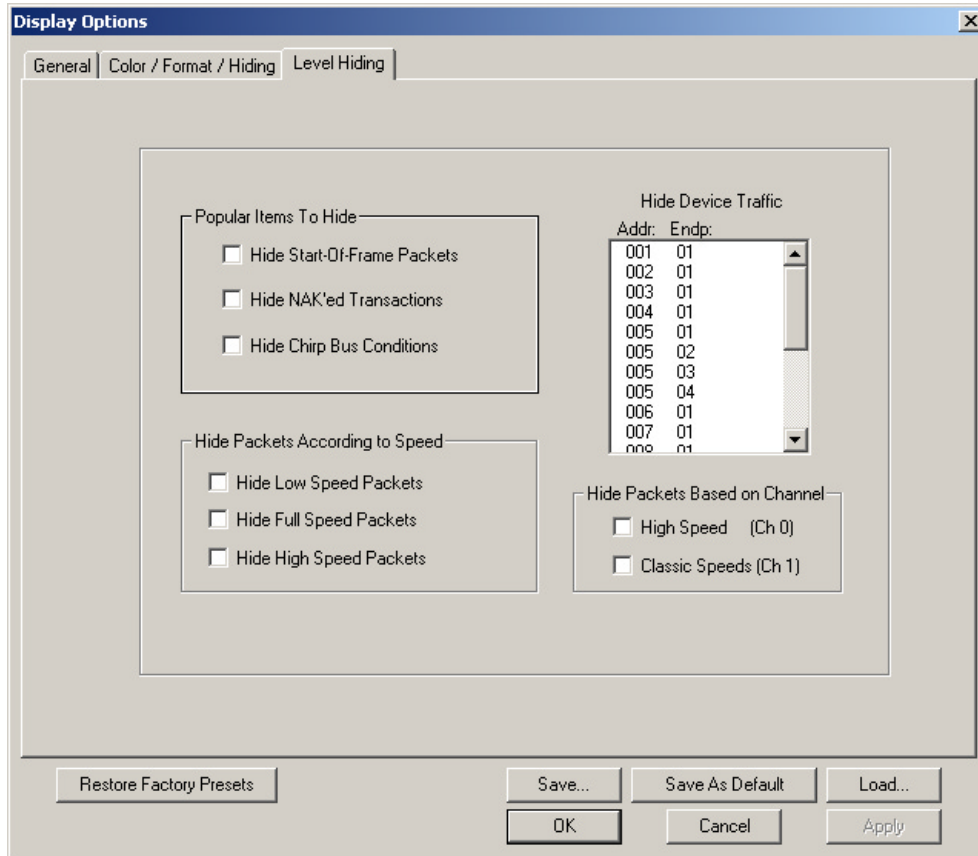 Display Options
General
Color / Format / Hiding
Level Hiding
Popular Items To Hide
Hide Start-Of-Frame Packets
Hide NAK'ed Transactions
Hide Chirp Bus Conditions
Hide Packets According to Speed
Hide Low Speed Packets
Hide Full Speed Packets
Hide High Speed Packets
Hide Device Traffic
Addr: Endp:
001 01
002 01
003 01
004 01
005 01
005 02
005 03
005 04
006 01
007 01
008 01
Hide Packets Based on Channel
High Speed (Ch 0)
Classic Speeds (Ch 1)
Restore Factory Presets
Save...
Save As Default
Load...
OK
Cancel
Apply